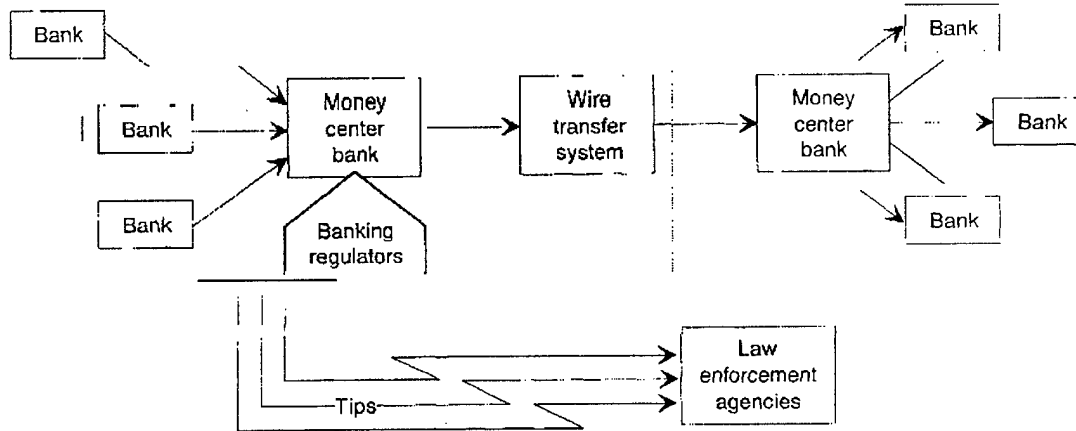 Bank
Bank
Bank
Money
center
bank
Banking
regulators
Wire
transfer
system
Money
center
bank
Bank
Bank
Bank
Tips
Law
enforcement
agencies